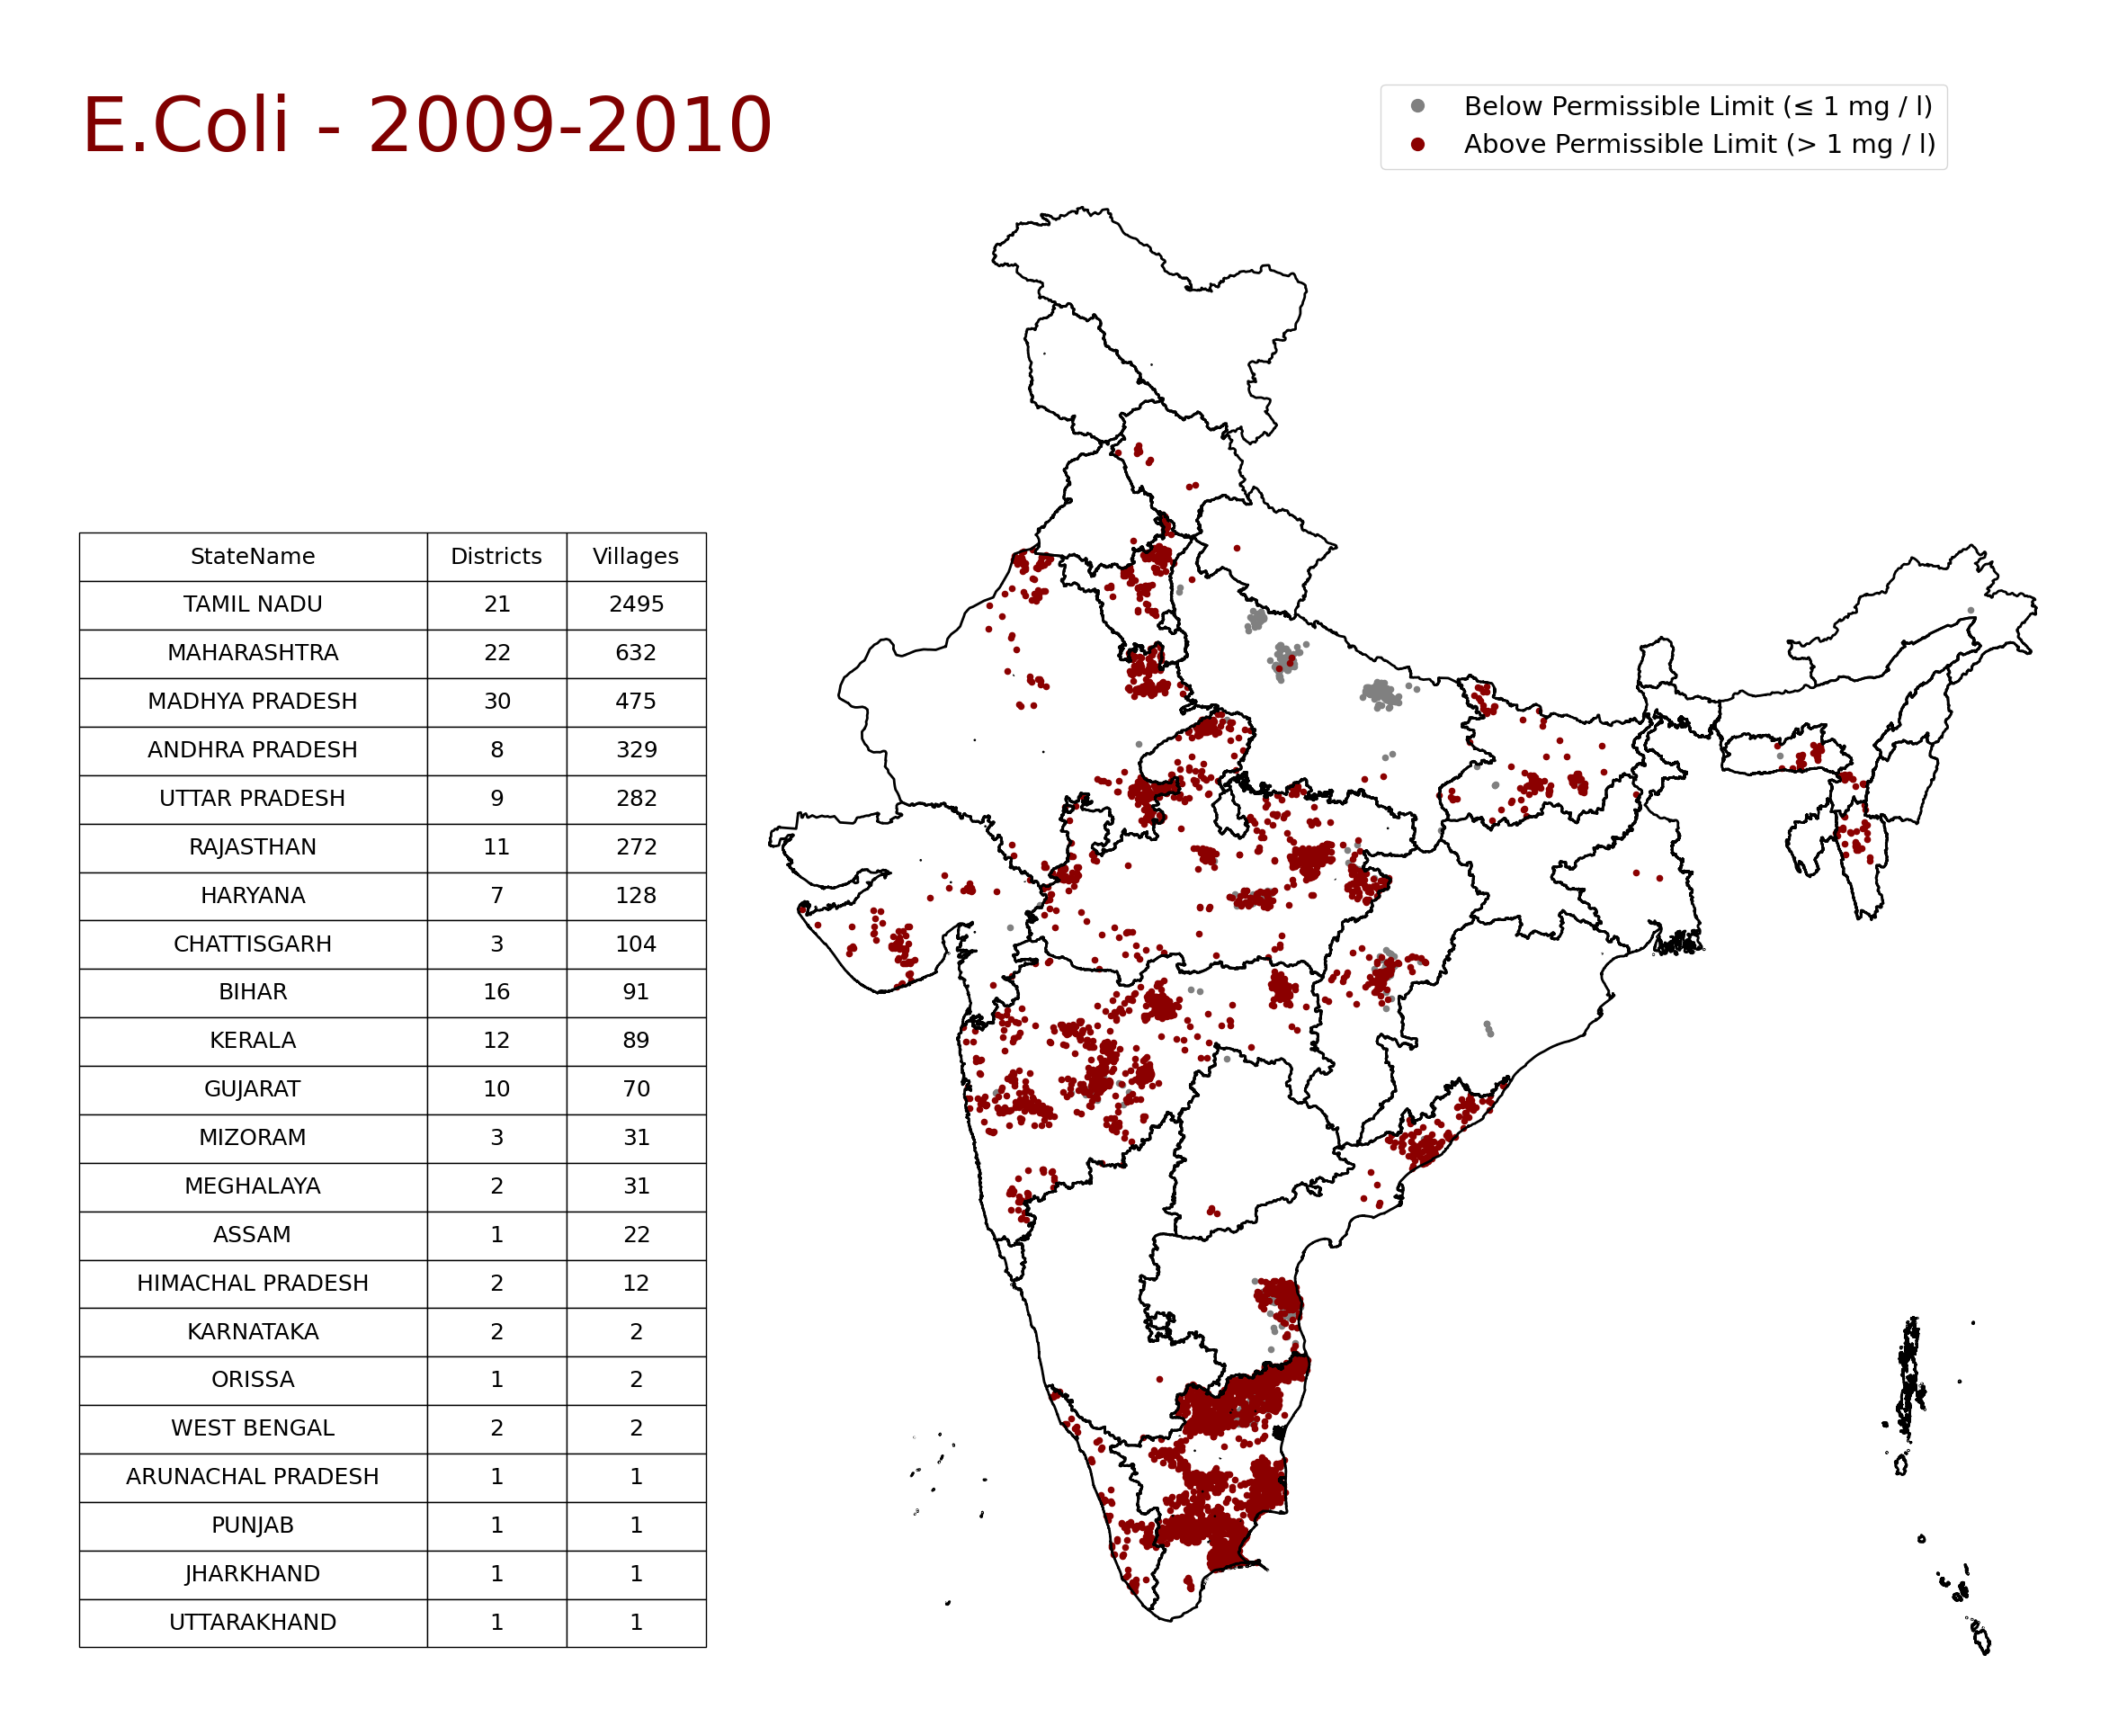 E.Coli - 2009-2010
Below Permissible Limit (≤ 1 mg / l)
Above Permissible Limit (> 1 mg / l)
StateName Districts Villages
TAMIL NADU 21 2495
MAHARASHTRA 22 632
MADHYA PRADESH 30 475
ANDHRA PRADESH 8 329
UTTAR PRADESH 9 282
RAJASTHAN 11 272
HARYANA 7 128
CHATTISGARH 3 104
BIHAR 16 91
KERALA 12 89
GUJARAT 10 70
MIZORAM 3 31
MEGHALAYA 2 31
ASSAM 1 22
HIMACHAL PRADESH 2 12
KARNATAKA 2 2
ORISSA 1 2
WEST BENGAL 2 2
ARUNACHAL PRADESH 1 1
PUNJAB 1 1
JHARKHAND 1 1
UTTARAKHAND 1 1